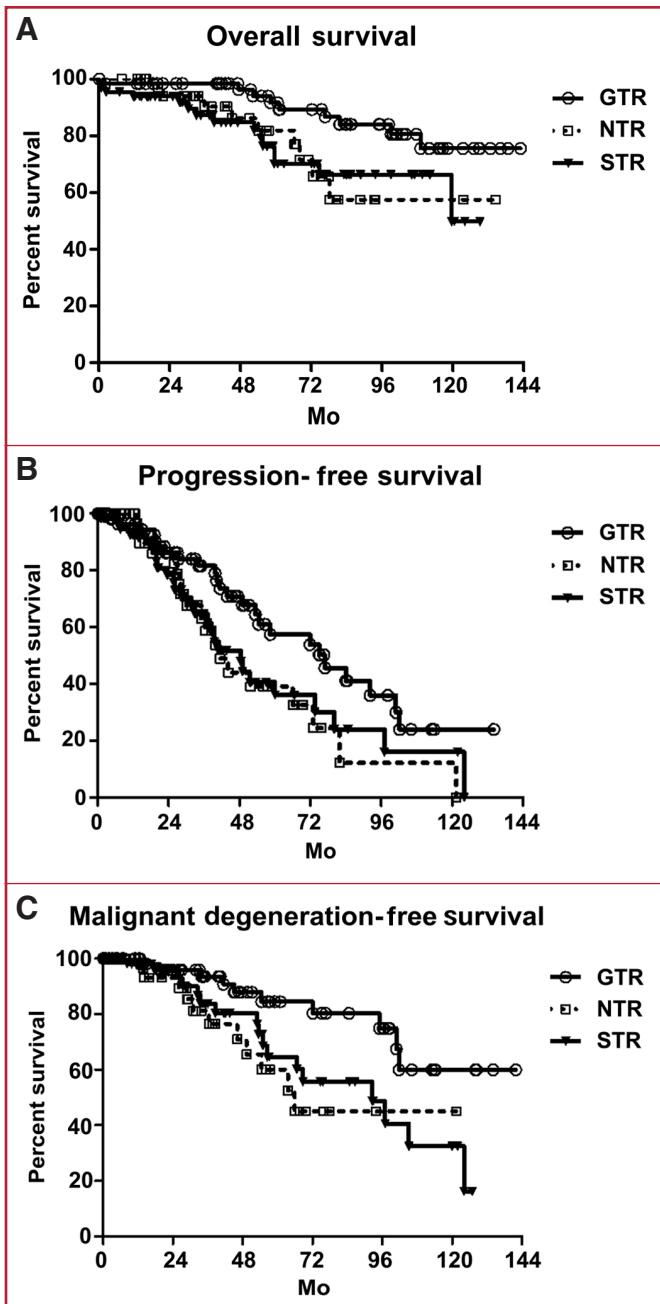 A
Overall survival
Percent survival
100
80
60
40
20
0
0 24 48 72 96 120 144
Mo
GTR
NTR
STR
B
Progression- free survival
Percent survival
100
80
60
40
20
0
0 24 48 72 96 120 144
Mo
GTR
NTR
STR
C
Malignant degeneration-free survival
Percent survival
100
80
60
40
20
0
0 24 48 72 96 120 144
Mo
GTR
NTR
STR